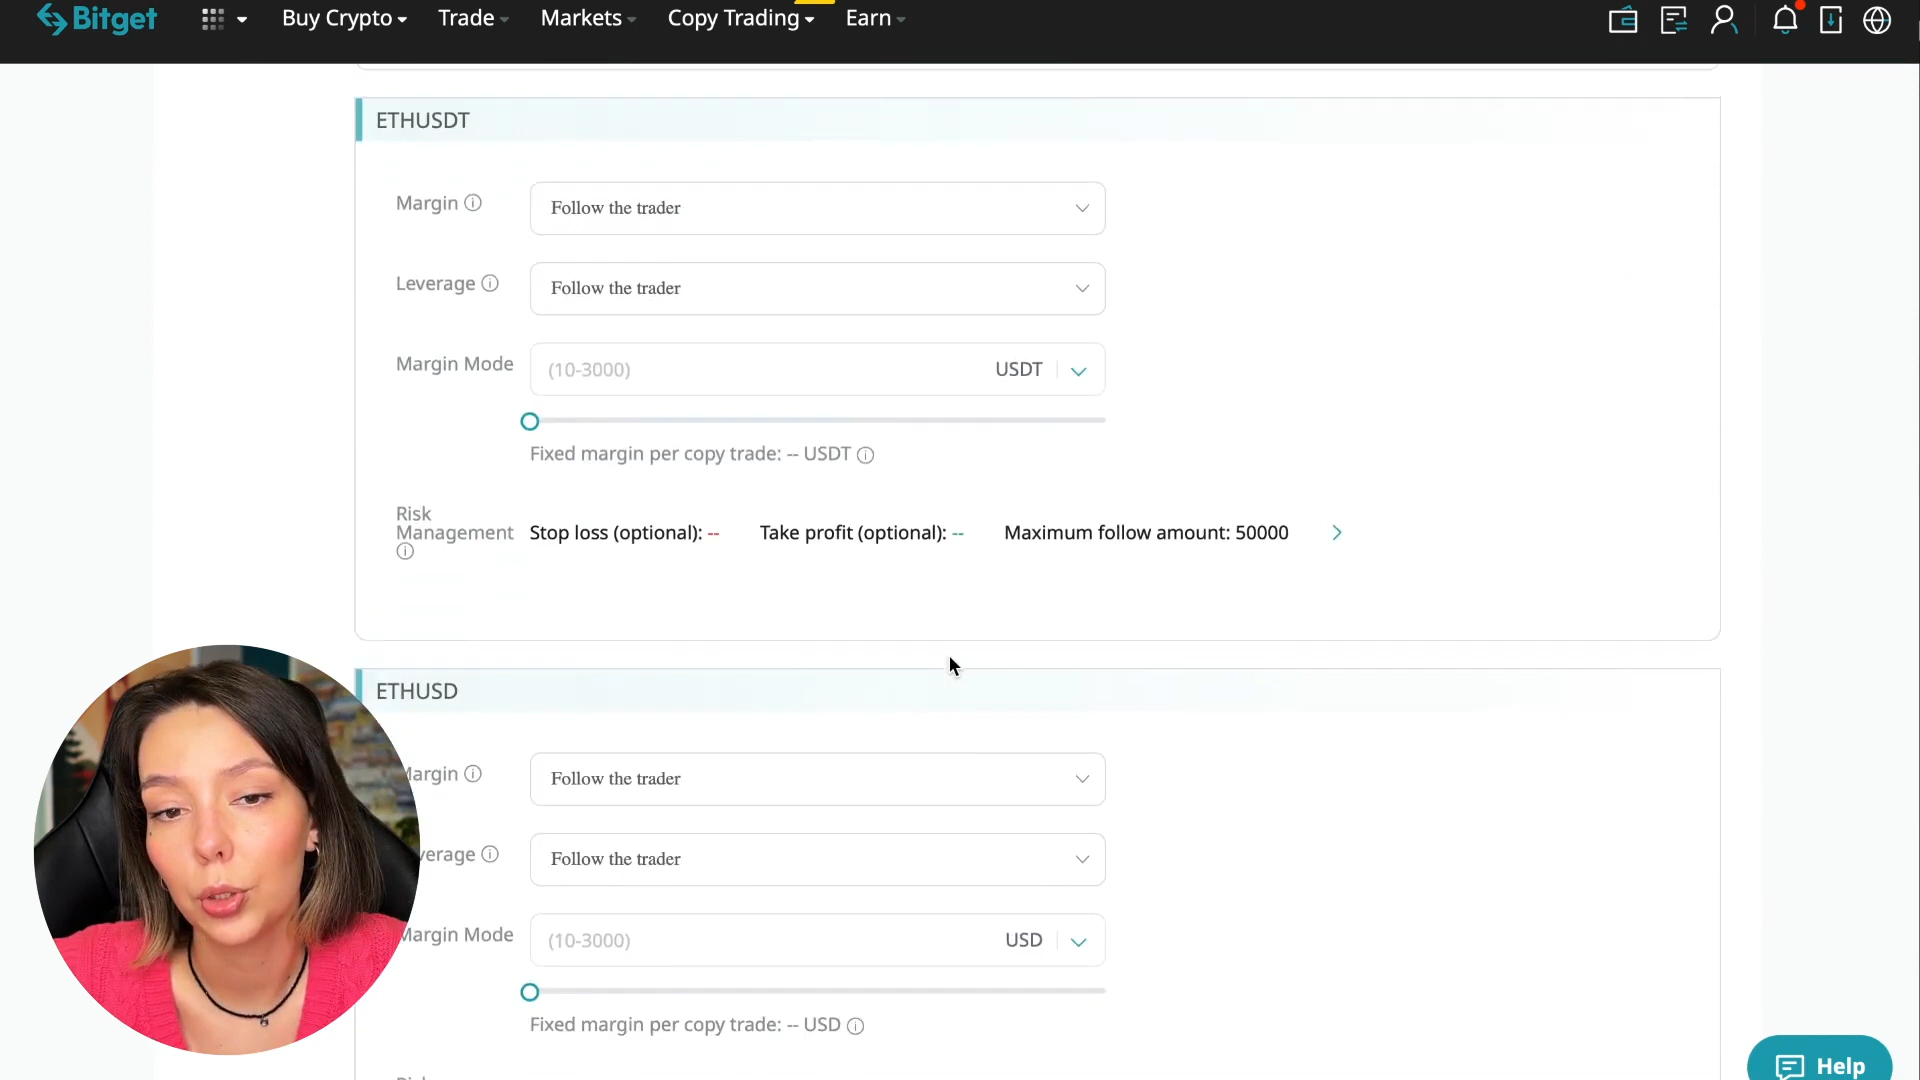 Bitget
Buy Crypto
Trade
Markets
Copy Trading
Earn
ETHUSDT
Margin
Follow the trader
Leverage
Follow the trader
Margin Mode
(10-3000)
USDT
Fixed margin per copy trade: -- USDT
Risk
Management
Stop loss (optional): --
Take profit (optional): --
Maximum follow amount: 50000
ETHUSD
Margin
Follow the trader
verage
Follow the trader
Margin Mode
(10-3000)
USD
Fixed margin per copy trade: -- USD
Help